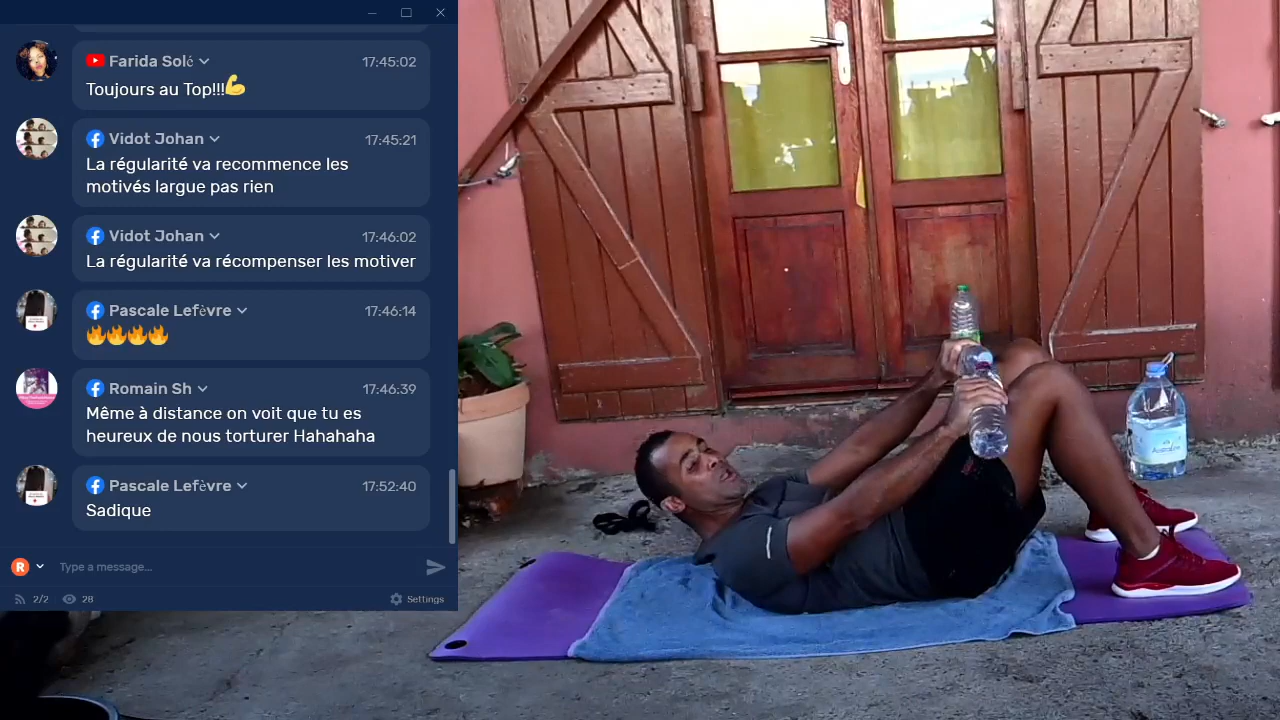 Farida Solé 17:45:02
Toujours au Top!!!💪
Vidot Johan 17:45:21
La régularité va recommence les
motivés largue pas rien
Vidot Johan 17:46:02
La régularité va récompenser les motiver
Pascale Lefèvre 17:46:14
🔥🔥🔥🔥
Romain Sh 17:46:39
Même à distance on voit que tu es
heureux de nous torturer Hahahaha
Pascale Lefèvre 17:52:40
Sadique
R Type a message...
2/2 28 Settings